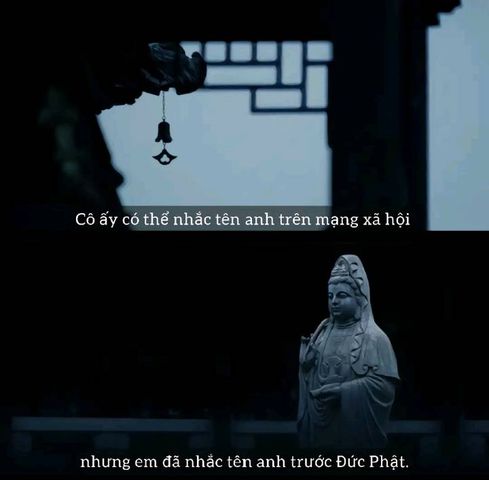 Cô ấy có thể nhắc tên anh trên mạng xã hội
nhưng em đã nhắc tên anh trước Đức Phật.